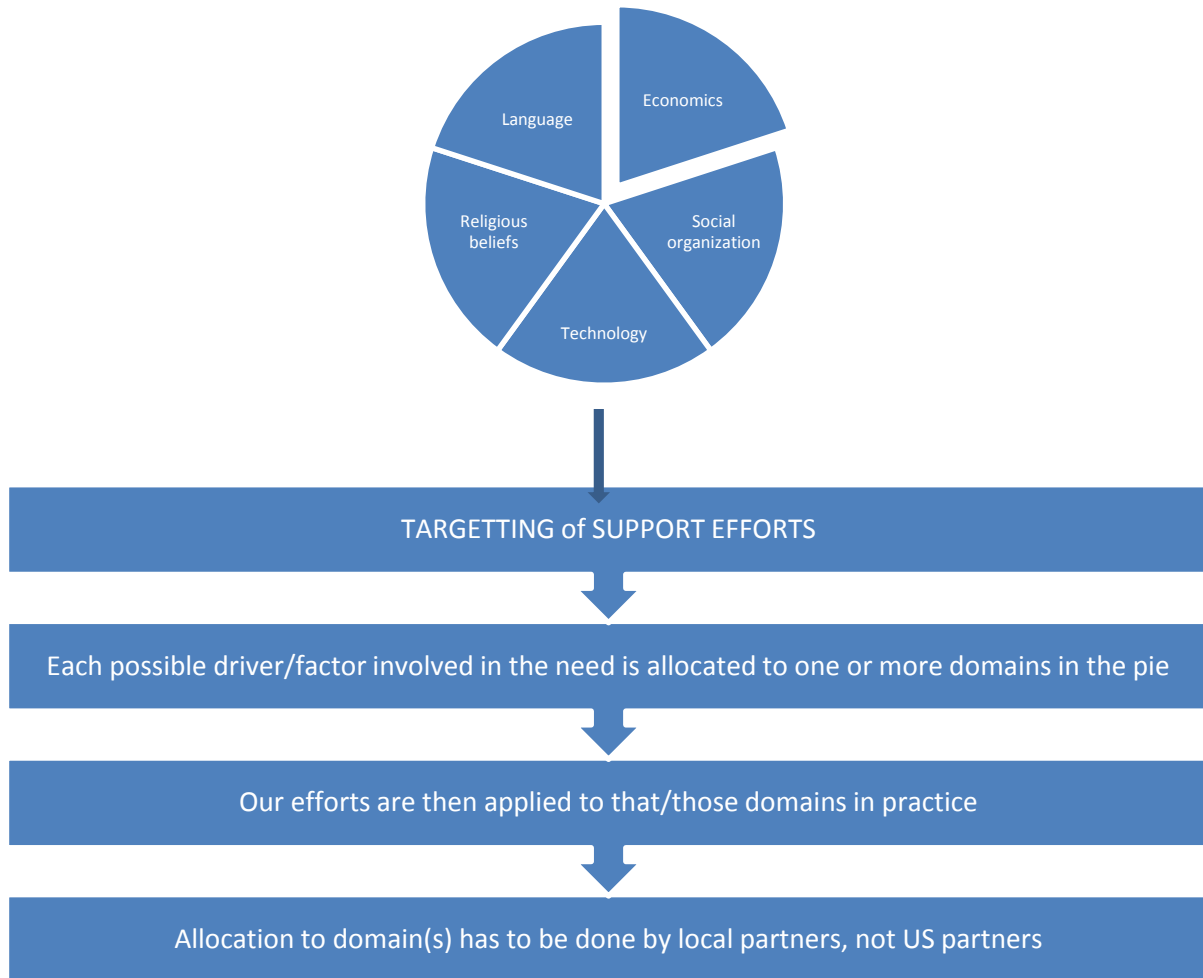 Economics
Language
Religious
beliefs
Social
organization
Technology
TARGETTING of SUPPORT EFFORTS
Each possible driver/factor involved in the need is allocated to one or more domains in the pie
Our efforts are then applied to that/those domains in practice
Allocation to domain(s) has to be done by local partners, not US partners